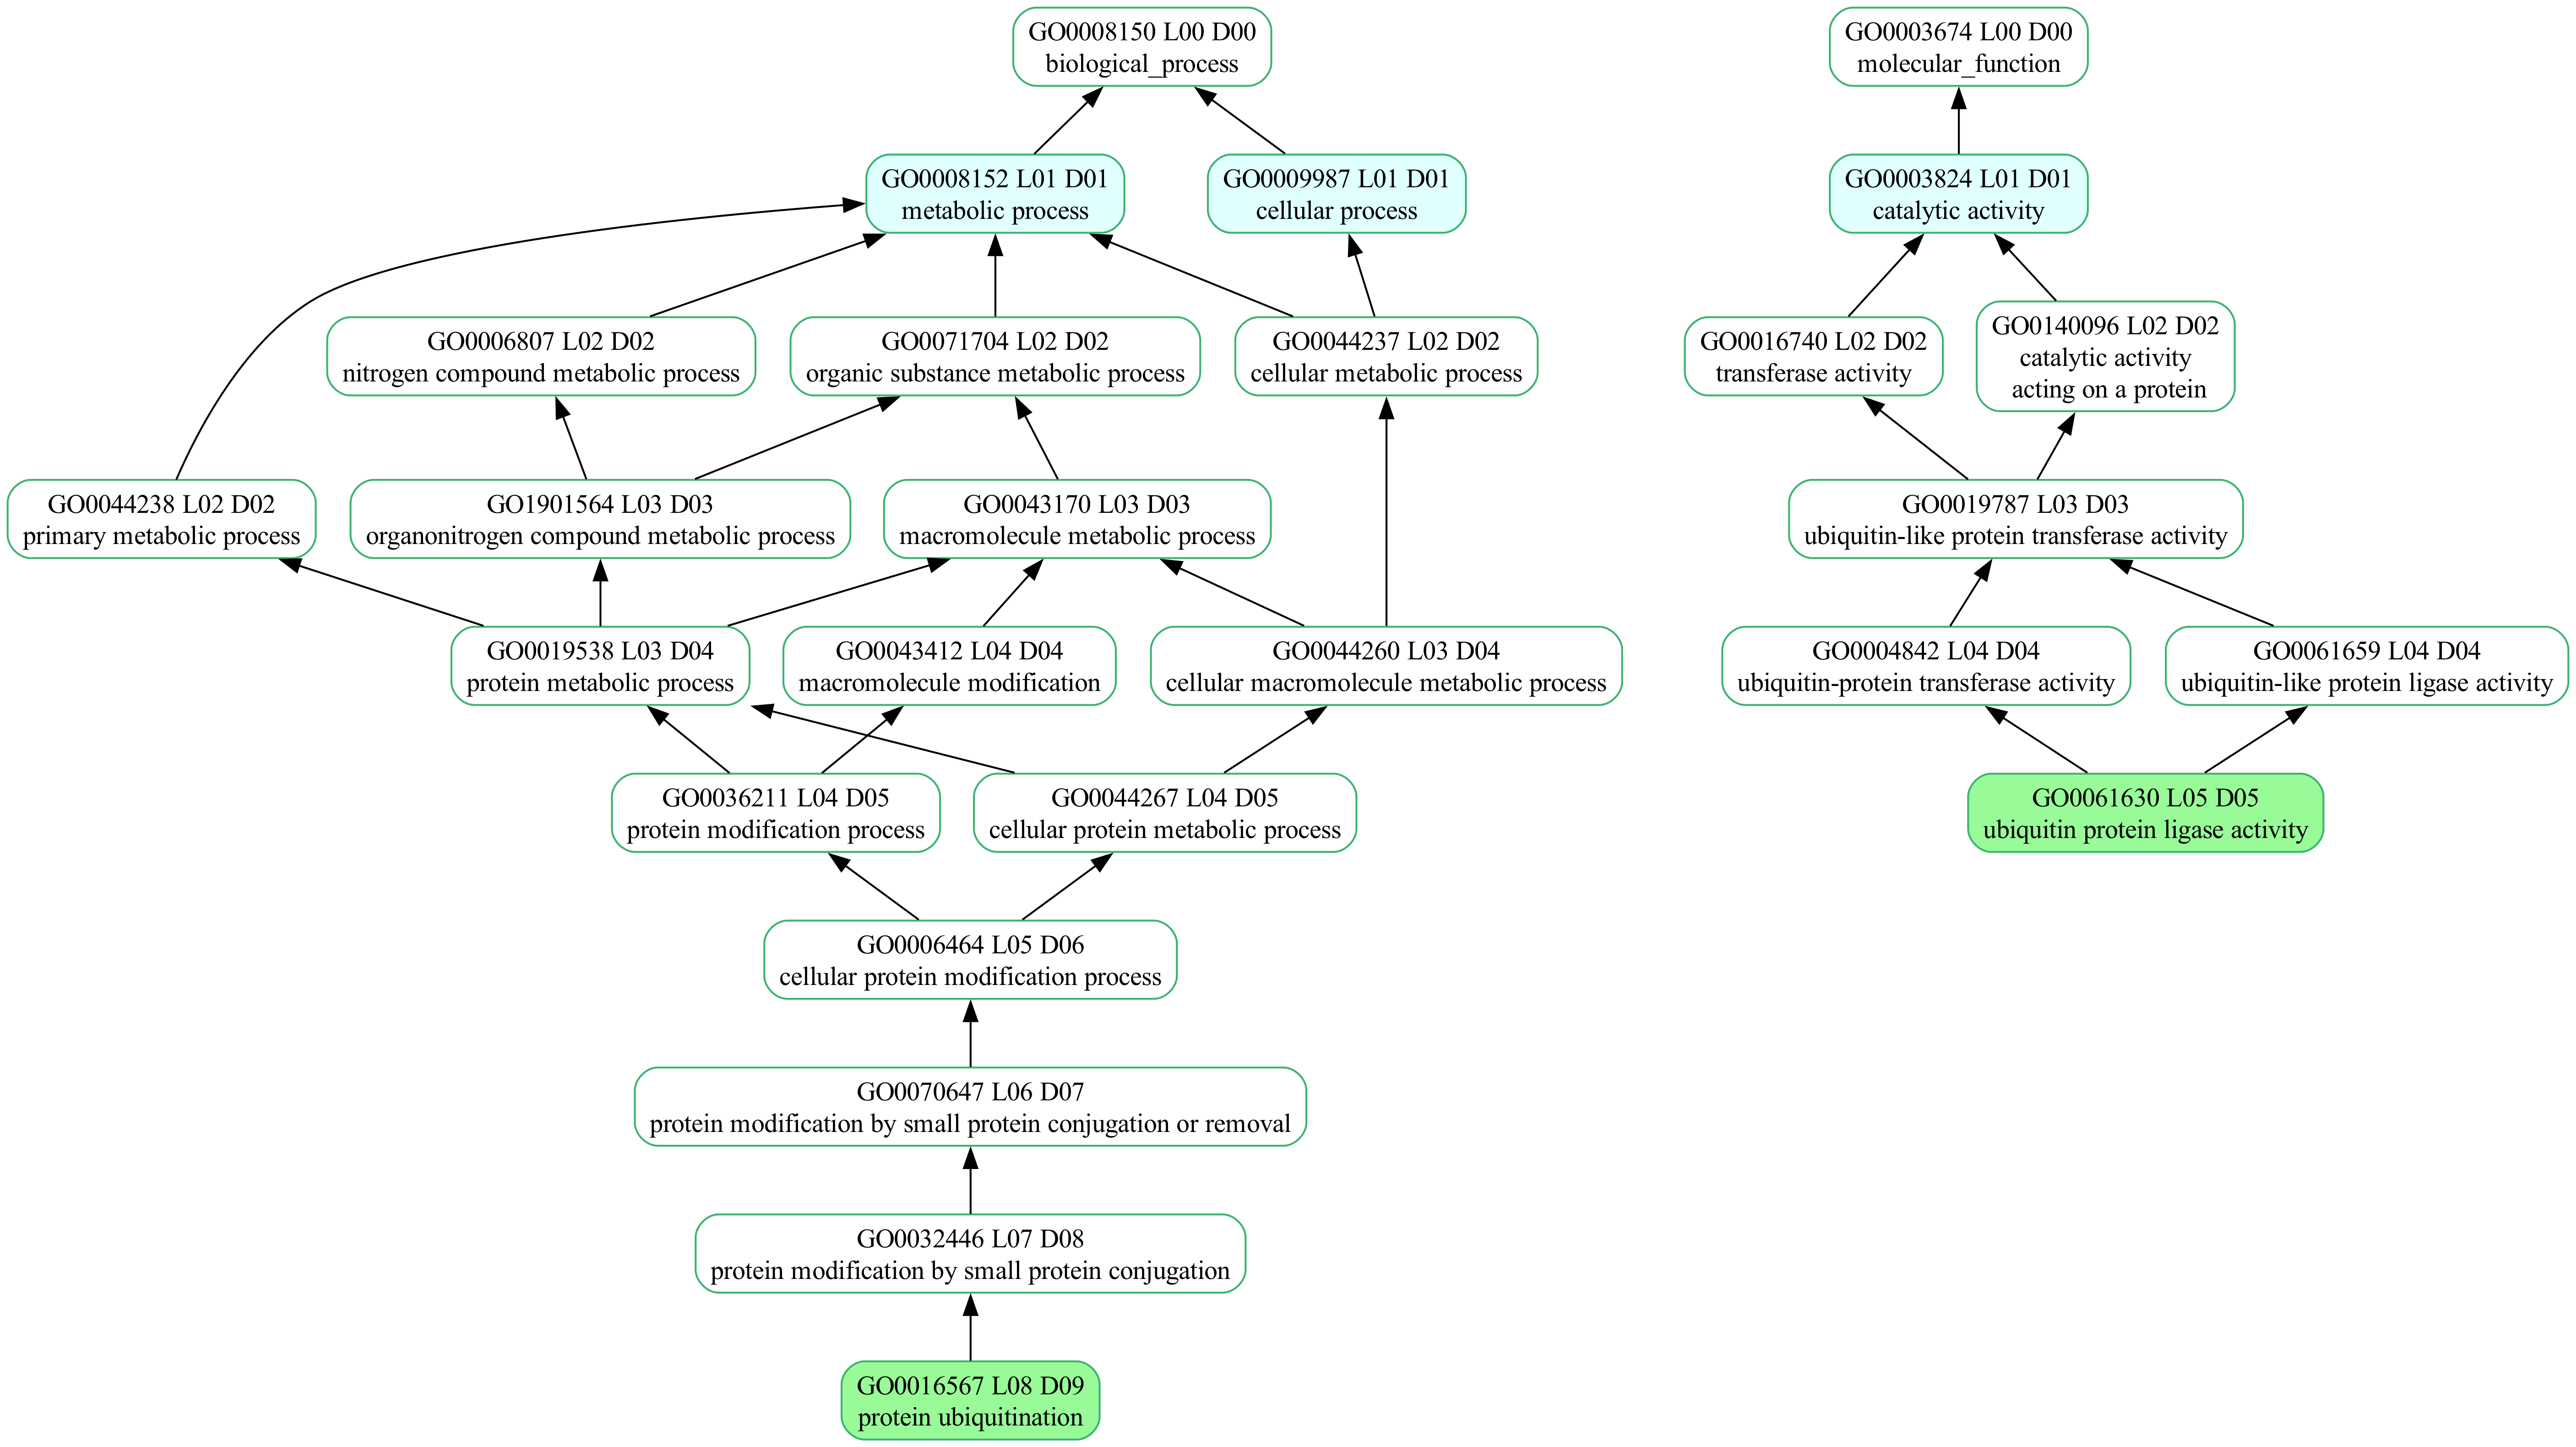 GO0008150 L00 D00
biological_process
GO0003674 L00 D00
molecular_function
GO0008152 L01 D01
metabolic process
GO0009987 L01 D01
cellular process
GO0003824 L01 D01
catalytic activity
GO0006807 L02 D02
nitrogen compound metabolic process
GO0071704 L02 D02
organic substance metabolic process
GO0044237 L02 D02
cellular metabolic process
GO0016740 L02 D02
transferase activity
GO0140096 L02 D02
catalytic activity
acting on a protein
GO0044238 L02 D02
primary metabolic process
GO1901564 L03 D03
organonitrogen compound metabolic process
GO0043170 L03 D03
macromolecule metabolic process
GO0019787 L03 D03
ubiquitin-like protein transferase activity
GO0019538 L03 D04
protein metabolic process
GO0043412 L04 D04
macromolecule modification
GO0044260 L03 D04
cellular macromolecule metabolic process
GO0004842 L04 D04
ubiquitin-protein transferase activity
GO0061659 L04 D04
ubiquitin-like protein ligase activity
GO0036211 L04 D05
protein modification process
GO0044267 L04 D05
cellular protein metabolic process
GO0061630 L05 D05
ubiquitin protein ligase activity
GO0006464 L05 D06
cellular protein modification process
GO0070647 L06 D07
protein modification by small protein conjugation or removal
GO0032446 L07 D08
protein modification by small protein conjugation
GO0016567 L08 D09
protein ubiquitination